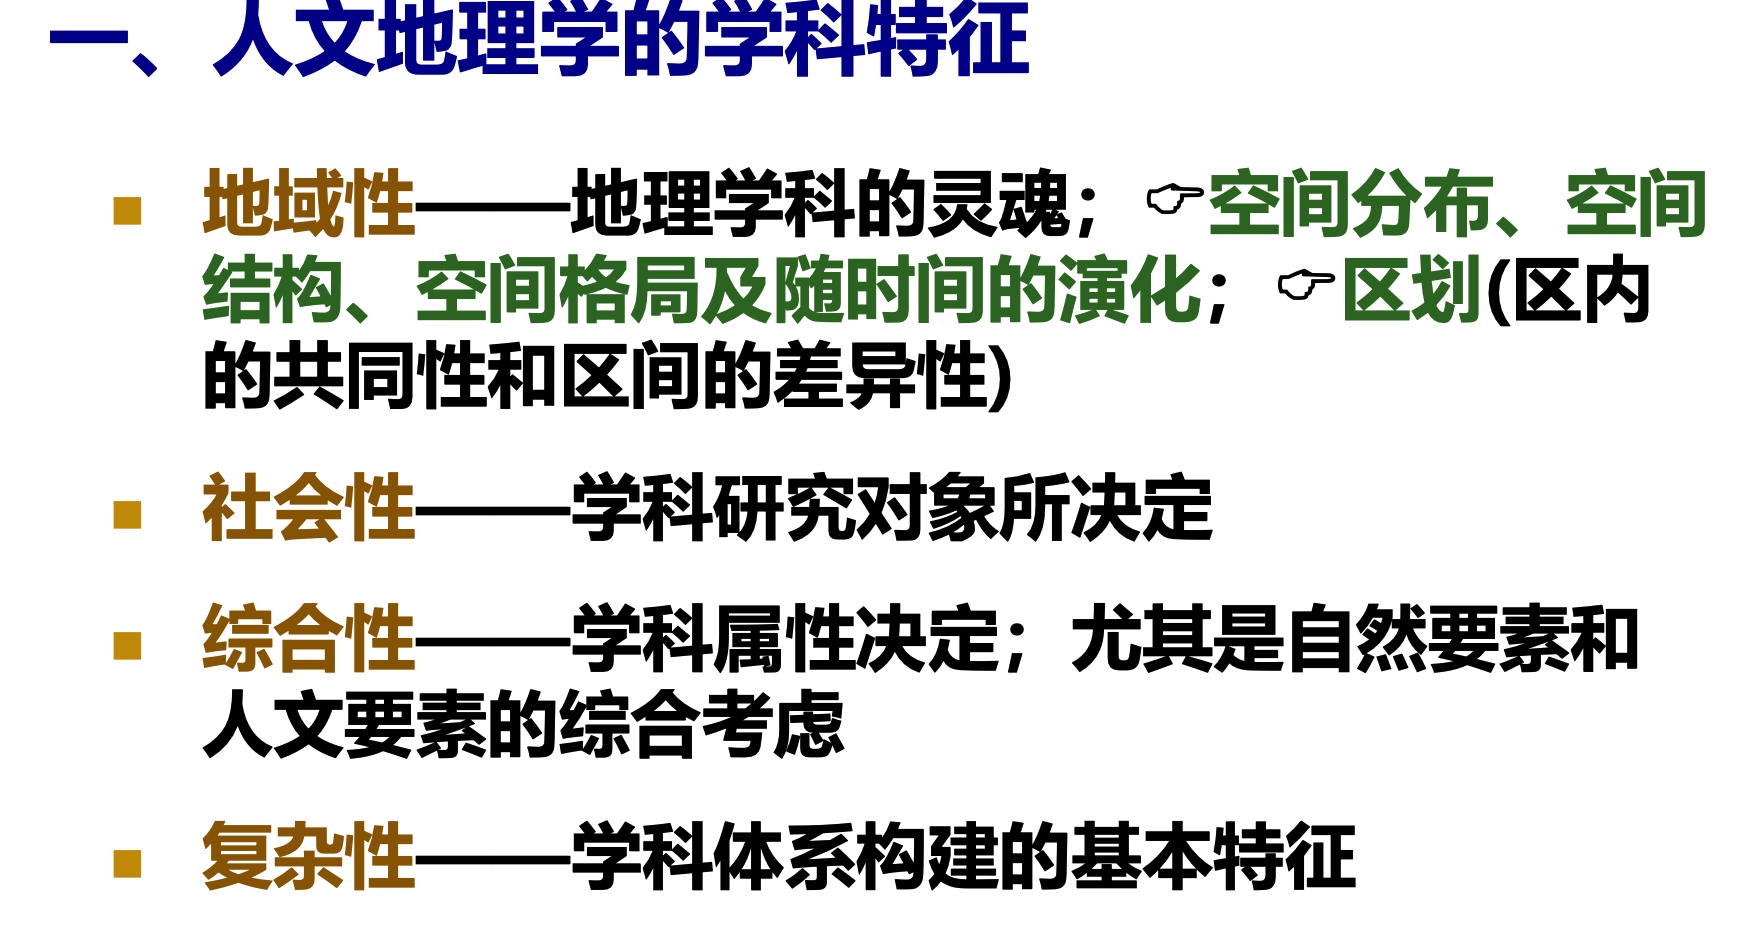 一、人文地理学的学科特征
■ 地域性——地理学科的灵魂；☞空间分布、空间
结构、空间格局及随时间的演化；☞区划(区内
的共同性和区间的差异性)
■ 社会性——学科研究对象所决定
■ 综合性——学科属性决定；尤其是自然要素和
人文要素的综合考虑
■ 复杂性——学科体系构建的基本特征